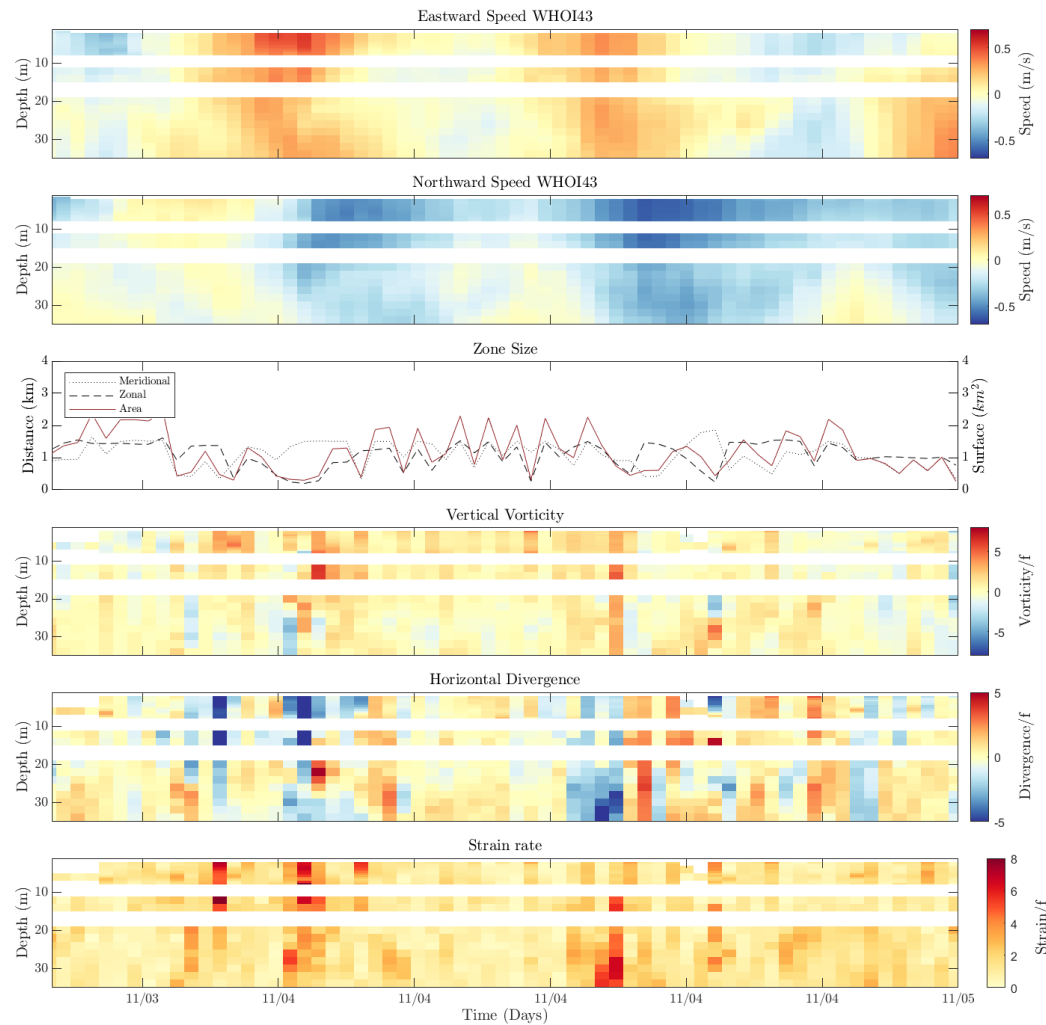 Eastward Speed WHOI43
Depth (m)
10
20
30
0.5
0
-0.5
Speed (m/s)
Northward Speed WHOI43
Depth (m)
10
20
30
0.5
0
-0.5
Speed (m/s)
Zone Size
Distance (km)
4
3
2
1
0
Meridional
Zonal
Area
4
3
2
1
0
Surface (km²)
Vertical Vorticity
Depth (m)
10
20
30
5
0
-5
Vorticity/f
Horizontal Divergence
Depth (m)
10
20
30
5
0
-5
Divergence/f
Strain rate
Depth (m)
10
20
30
8
6
4
2
0
Strain/f
11/03 11/04 11/04 11/04 11/04 11/04 11/05
Time (Days)